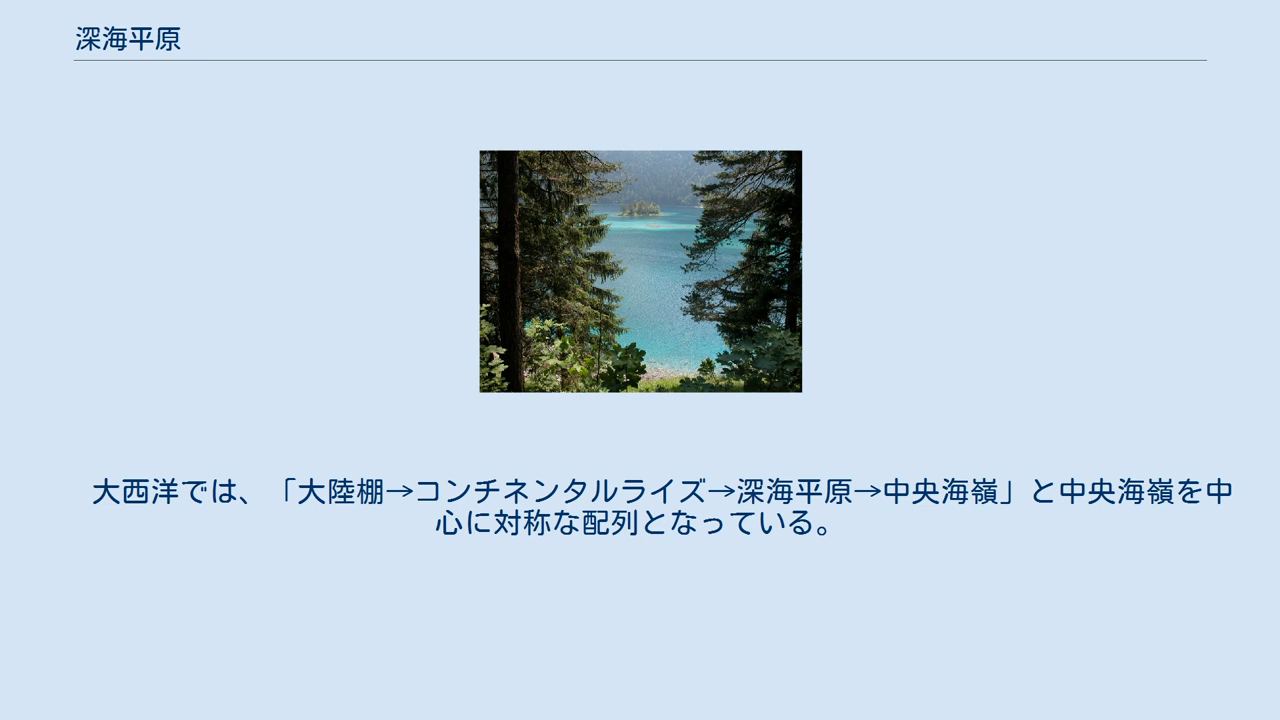 深海平原
大西洋では、「大陸棚→コンチネンタルライズ→深海平原→中央海嶺」と中央海嶺を中
心に対称な配列となっている。